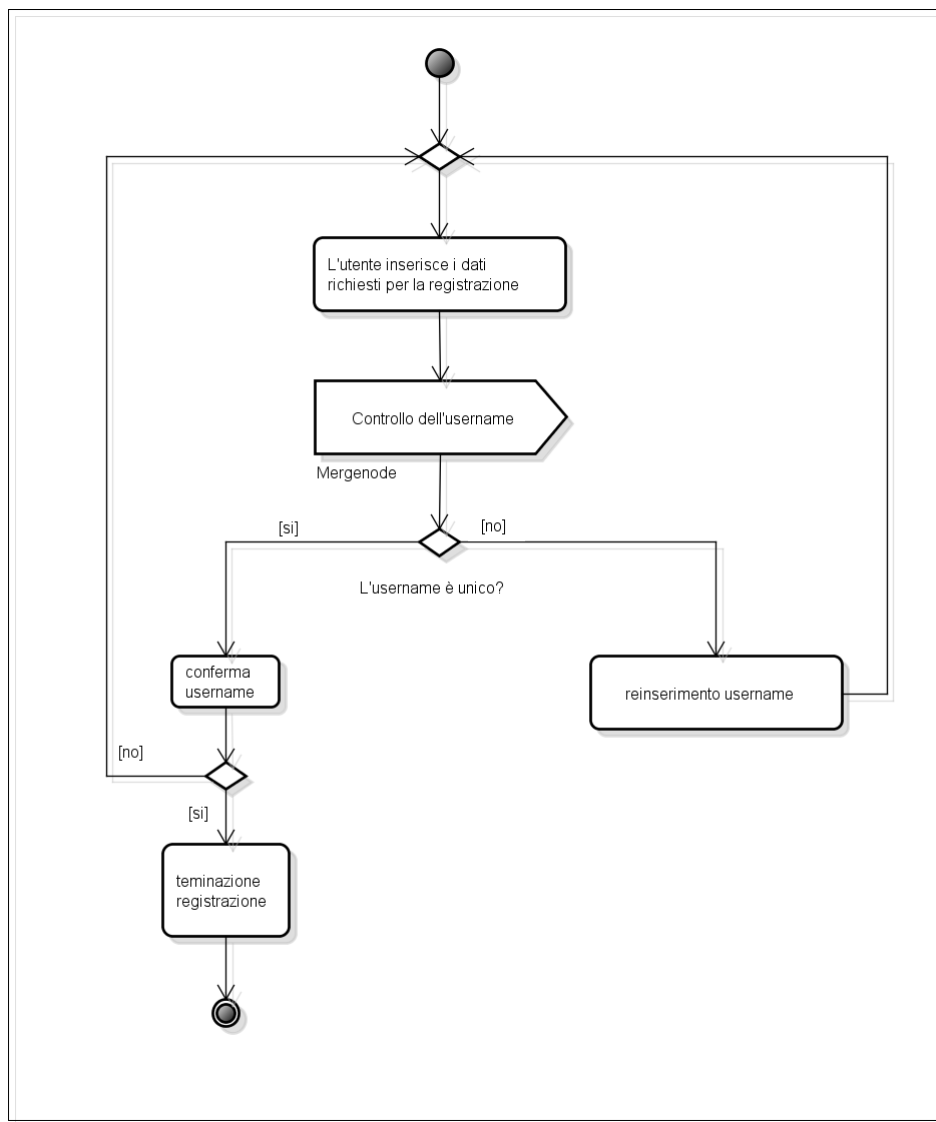 L'utente inserisce i dati
richiesti per la registrazione
Controllo dell'username
Mergenode
[si]
[no]
L'username è unico?
conferma
username
reinserimento username
[no]
[si]
teminazione
registrazione